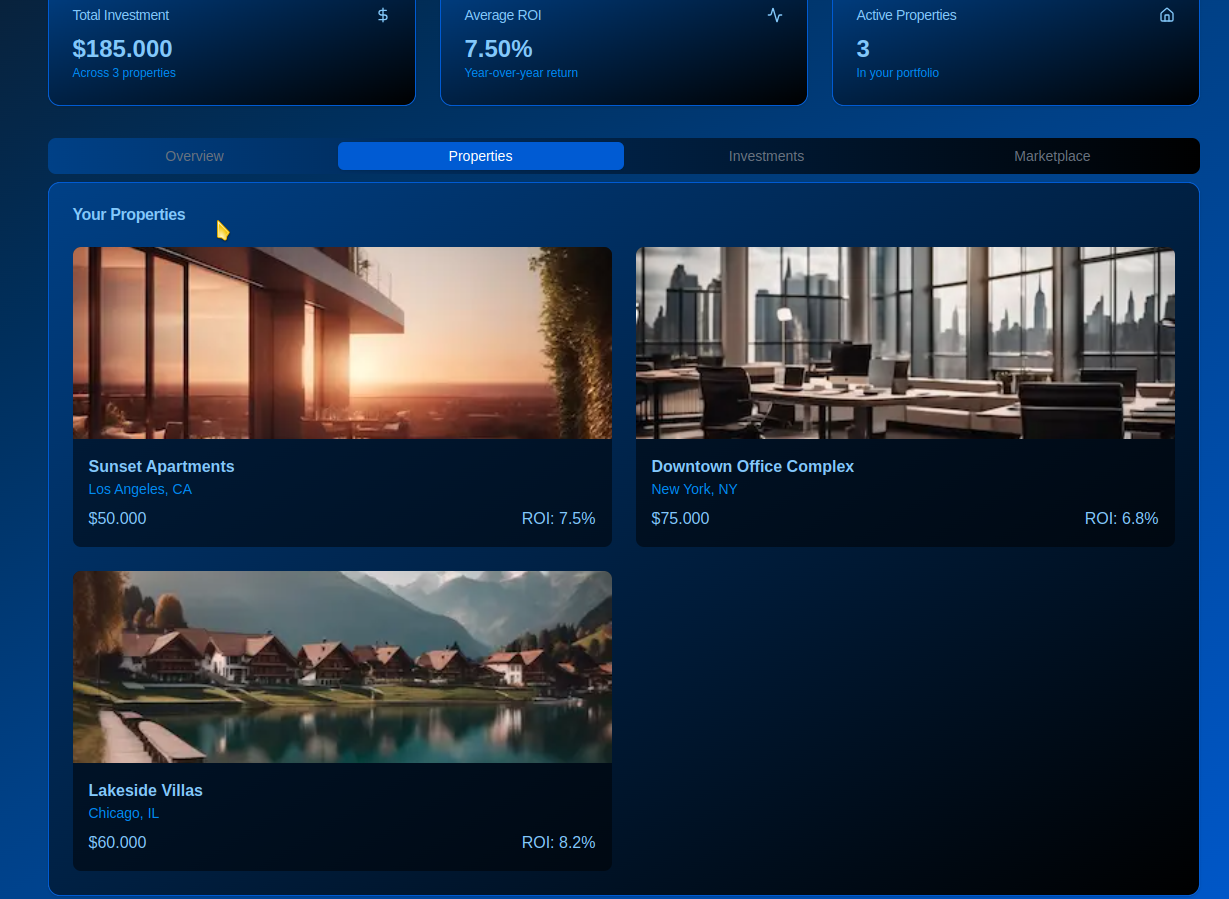 Total Investment
$185.000
Across 3 properties
Average ROI
7.50%
Year-over-year return
Active Properties
3
In your portfolio
Overview
Properties
Investments
Marketplace
Your Properties
Sunset Apartments
Los Angeles, CA
$50.000
ROI: 7.5%
Downtown Office Complex
New York, NY
$75.000
ROI: 6.8%
Lakeside Villas
Chicago, IL
$60.000
ROI: 8.2%